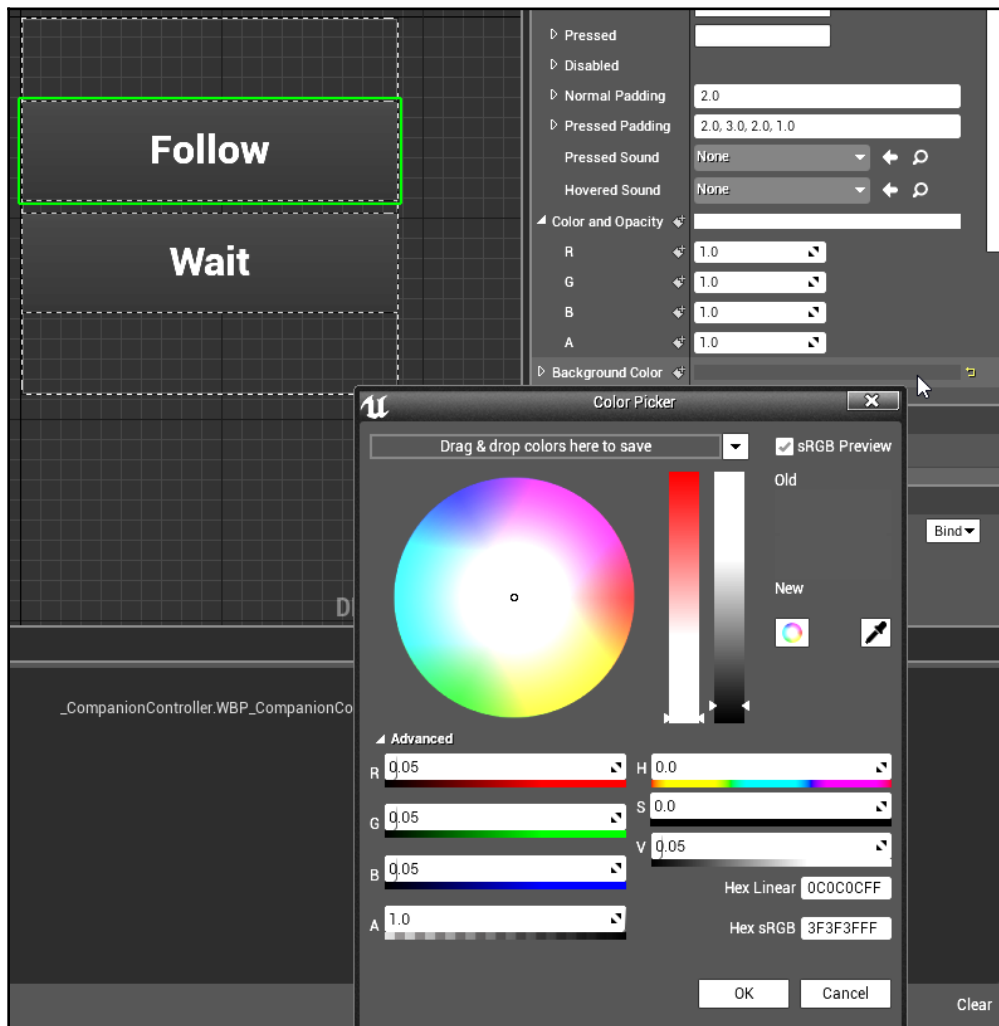 Pressed
Disabled
Normal Padding 2.0
Pressed Padding 2.0, 3.0, 2.0, 1.0
Pressed Sound None
Hovered Sound None
Color and Opacity
R 1.0
G 1.0
B 1.0
A 1.0
Background Color
Follow
Wait
Color Picker
Drag & drop colors here to save
sRGB Preview
Old
New
Bind
_CompanionController.WBP_CompanionCo
Advanced
R 0.05
G 0.05
B 0.05
A 1.0
H 0.0
S 0.0
V 0.05
Hex Linear 0C0C0CFF
Hex sRGB 3F3F3FFF
OK Cancel
Clear